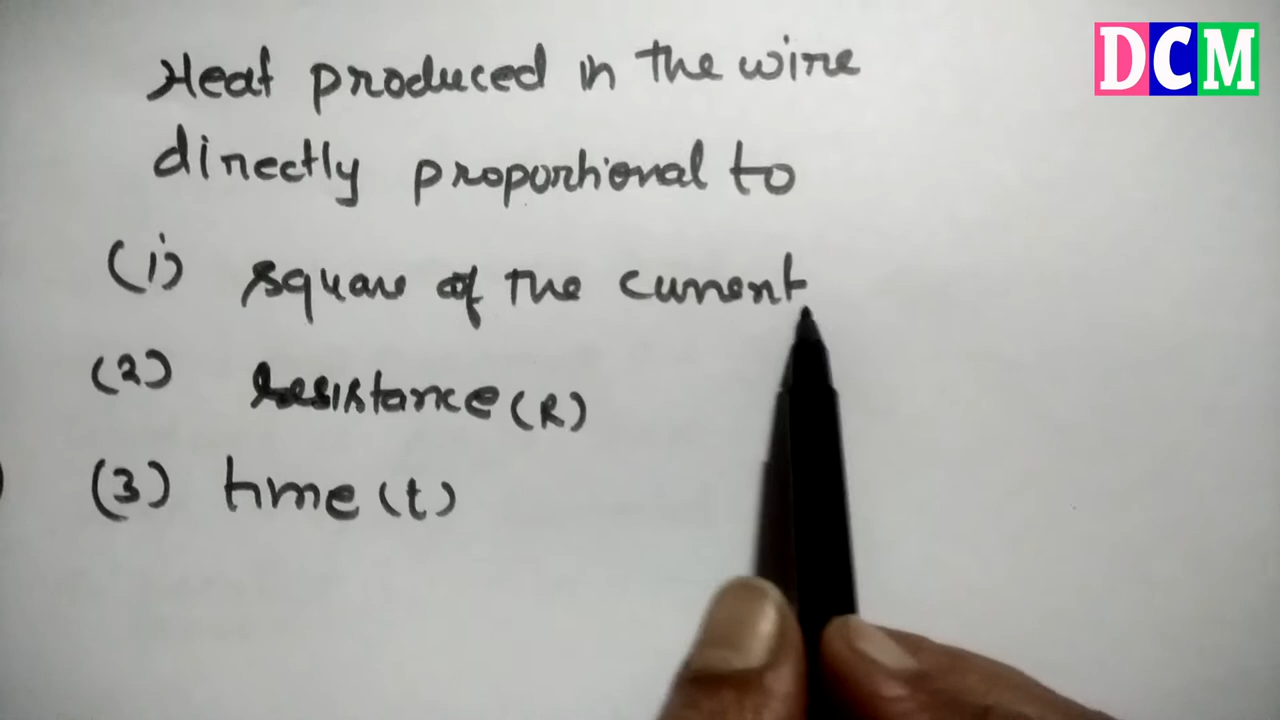 DCM
Heat produced in the wire
directly proportional to
(1) square of the current
(2) resistance (R)
(3) time (t)